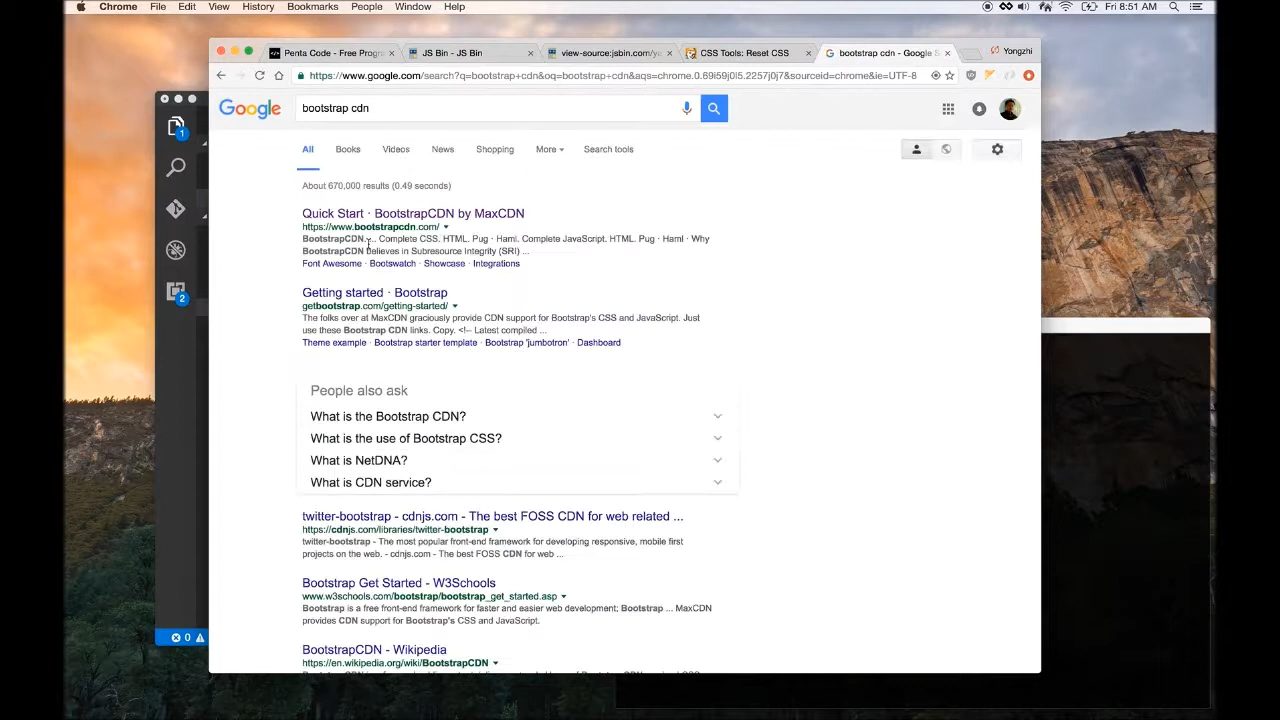 Chrome File Edit View History Bookmarks People Window Help Fri 8:51 AM
Penta Code - Free Progra JS Bin - JS Bin view-source:jsbin.com/ya CSS Tools: Reset CSS bootstrap cdn - Google S Yongzhi
https://www.google.com/search?q=bootstrap+cdn&oq=bootstrap+cdn&aqs=chrome.0.69i59j0l5.2257j0j7&sourceid=chrome&ie=UTF-8
Google bootstrap cdn
1
All Books Videos News Shopping More Search tools
About 670,000 results (0.49 seconds)
Quick Start · BootstrapCDN by MaxCDN
https://www.bootstrapcdn.com/
BootstrapCDN. ... Complete CSS. HTML. Pug · Haml. Complete JavaScript. HTML. Pug · Haml · Why
BootstrapCDN believes in Subresource Integrity (SRI) ...
Font Awesome · Bootswatch · Showcase · Integrations
Getting started · Bootstrap
2
getbootstrap.com/getting-started/
The folks over at MaxCDN graciously provide CDN support for Bootstrap's CSS and JavaScript. Just
use these Bootstrap CDN links. Copy. <!-- Latest compiled ...
Theme example · Bootstrap starter template · Bootstrap 'jumbotron' · Dashboard
People also ask
What is the Bootstrap CDN?
What is the use of Bootstrap CSS?
What is NetDNA?
What is CDN service?
twitter-bootstrap - cdnjs.com - The best FOSS CDN for web related ...
https://cdnjs.com/libraries/twitter-bootstrap
twitter-bootstrap - The most popular front-end framework for developing responsive, mobile first
projects on the web. - cdnjs.com - The best FOSS CDN for web ...
Bootstrap Get Started - W3Schools
www.w3schools.com/bootstrap/bootstrap_get_started.asp
Bootstrap is a free front-end framework for faster and easier web development; Bootstrap ... MaxCDN
provides CDN support for Bootstrap's CSS and JavaScript.
0
BootstrapCDN - Wikipedia
https://en.wikipedia.org/wiki/BootstrapCDN